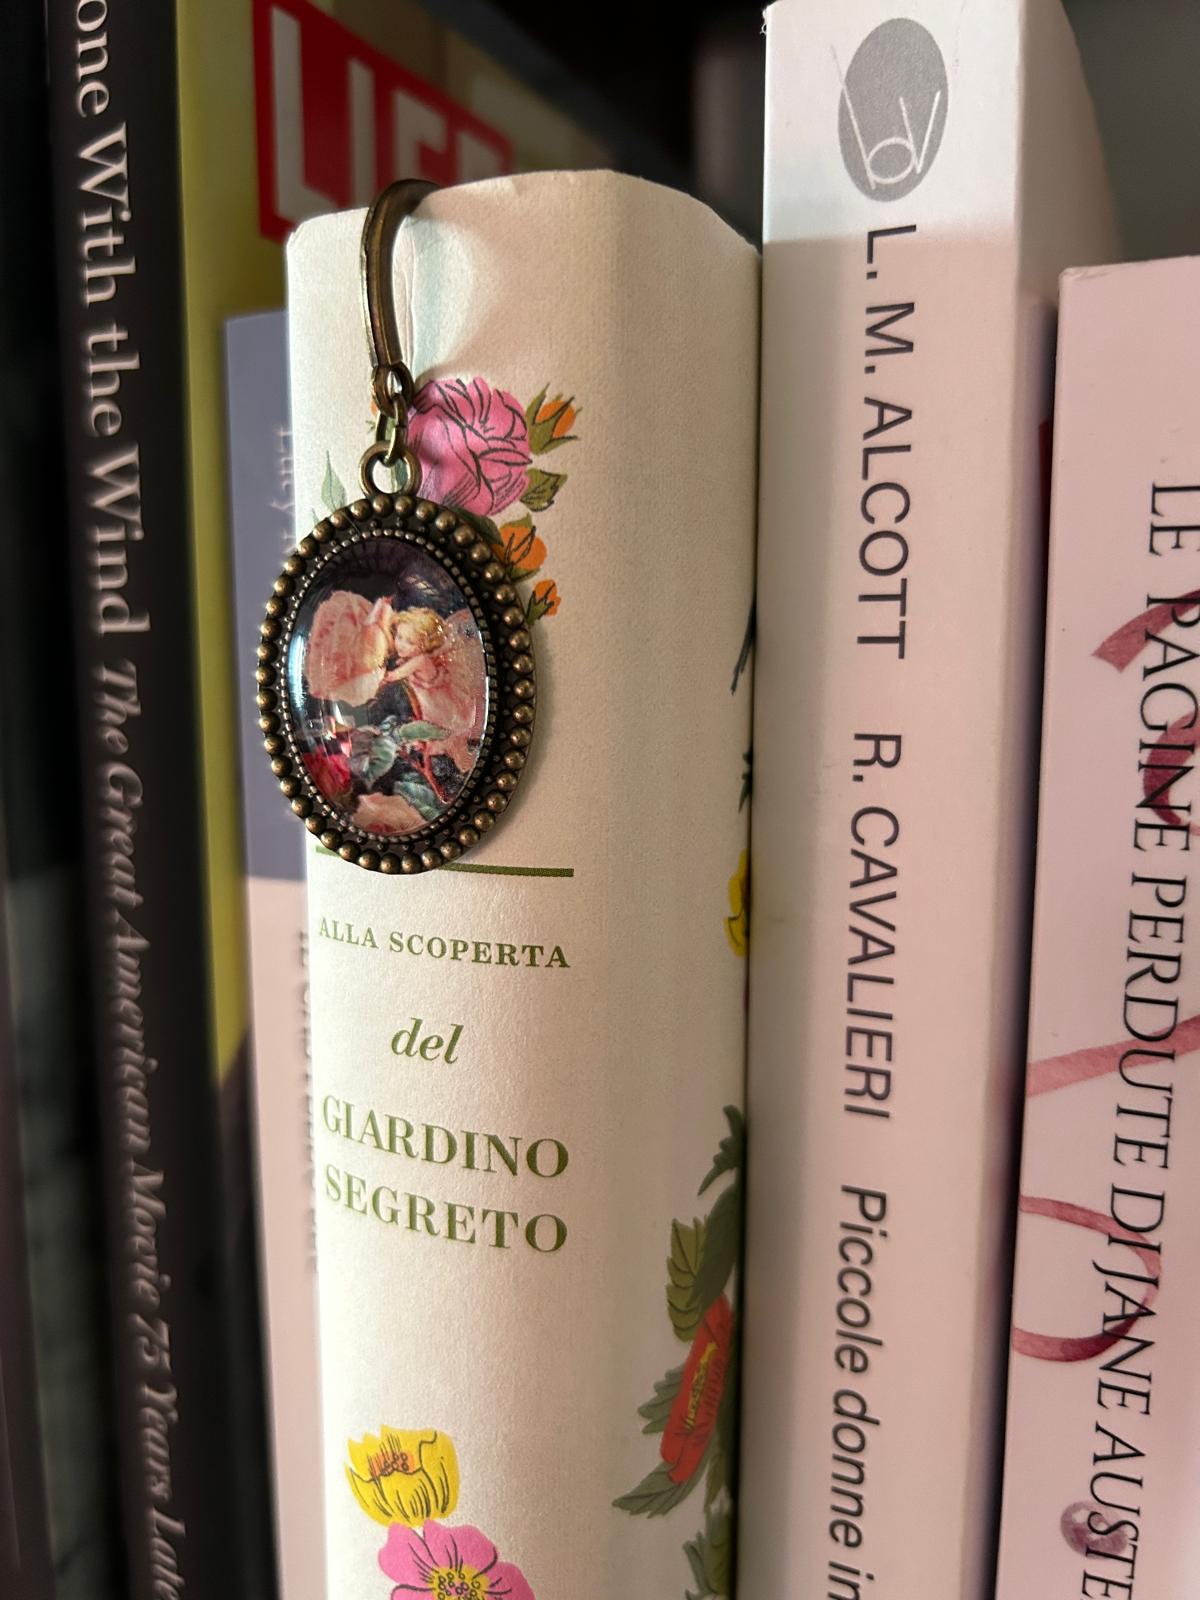 one With the Wind The Great American Movie 75 Years Late
LIFE
ALLA SCOPERTA
del
GIARDINO
SEGRETO
L. M. ALCOTT R. CAVALIERI Piccole donne in
LE PAGINE PERDUTE DI JANE AUSTE